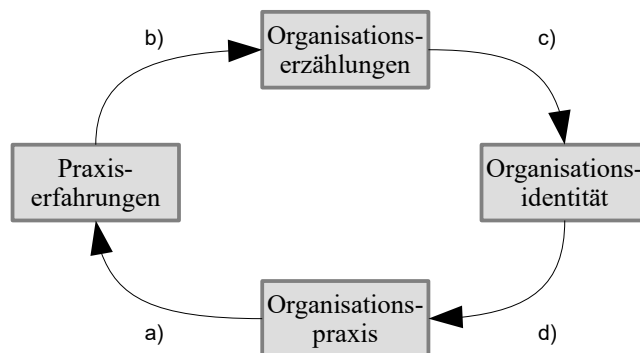 b)
Organisations-
erzählungen
c)
Praxis-
erfahrungen
Organisations-
identität
Organisations-
praxis
a)
d)